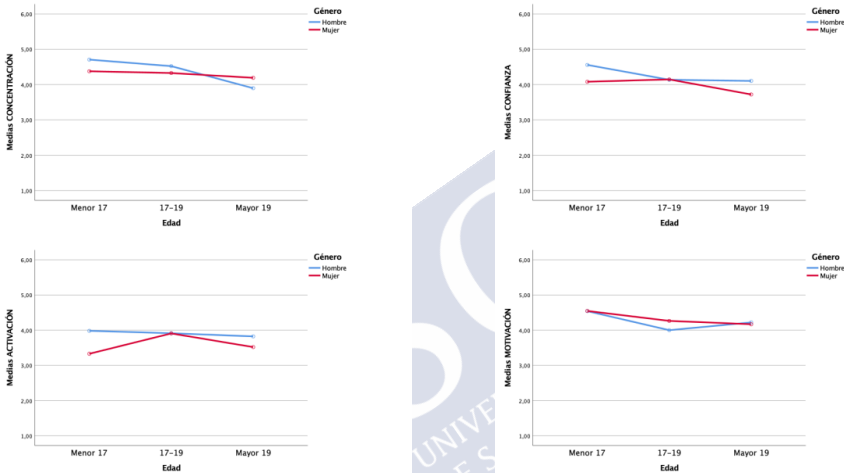 Medias CONCENTRACIÓN
6,00
5,00
4,00
3,00
2,00
1,00
Menor 17 17-19 Mayor 19
Edad
Género
Hombre
Mujer
Medias CONFIANZA
6,00
5,00
4,00
3,00
2,00
1,00
Menor 17 17-19 Mayor 19
Edad
Género
Hombre
Mujer
Medias ACTIVACIÓN
6,00
5,00
4,00
3,00
2,00
1,00
Menor 17 17-19 Mayor 19
Edad
Género
Hombre
Mujer
Medias MOTIVACIÓN
6,00
5,00
4,00
3,00
2,00
1,00
Menor 17 17-19 Mayor 19
Edad
Género
Hombre
Mujer